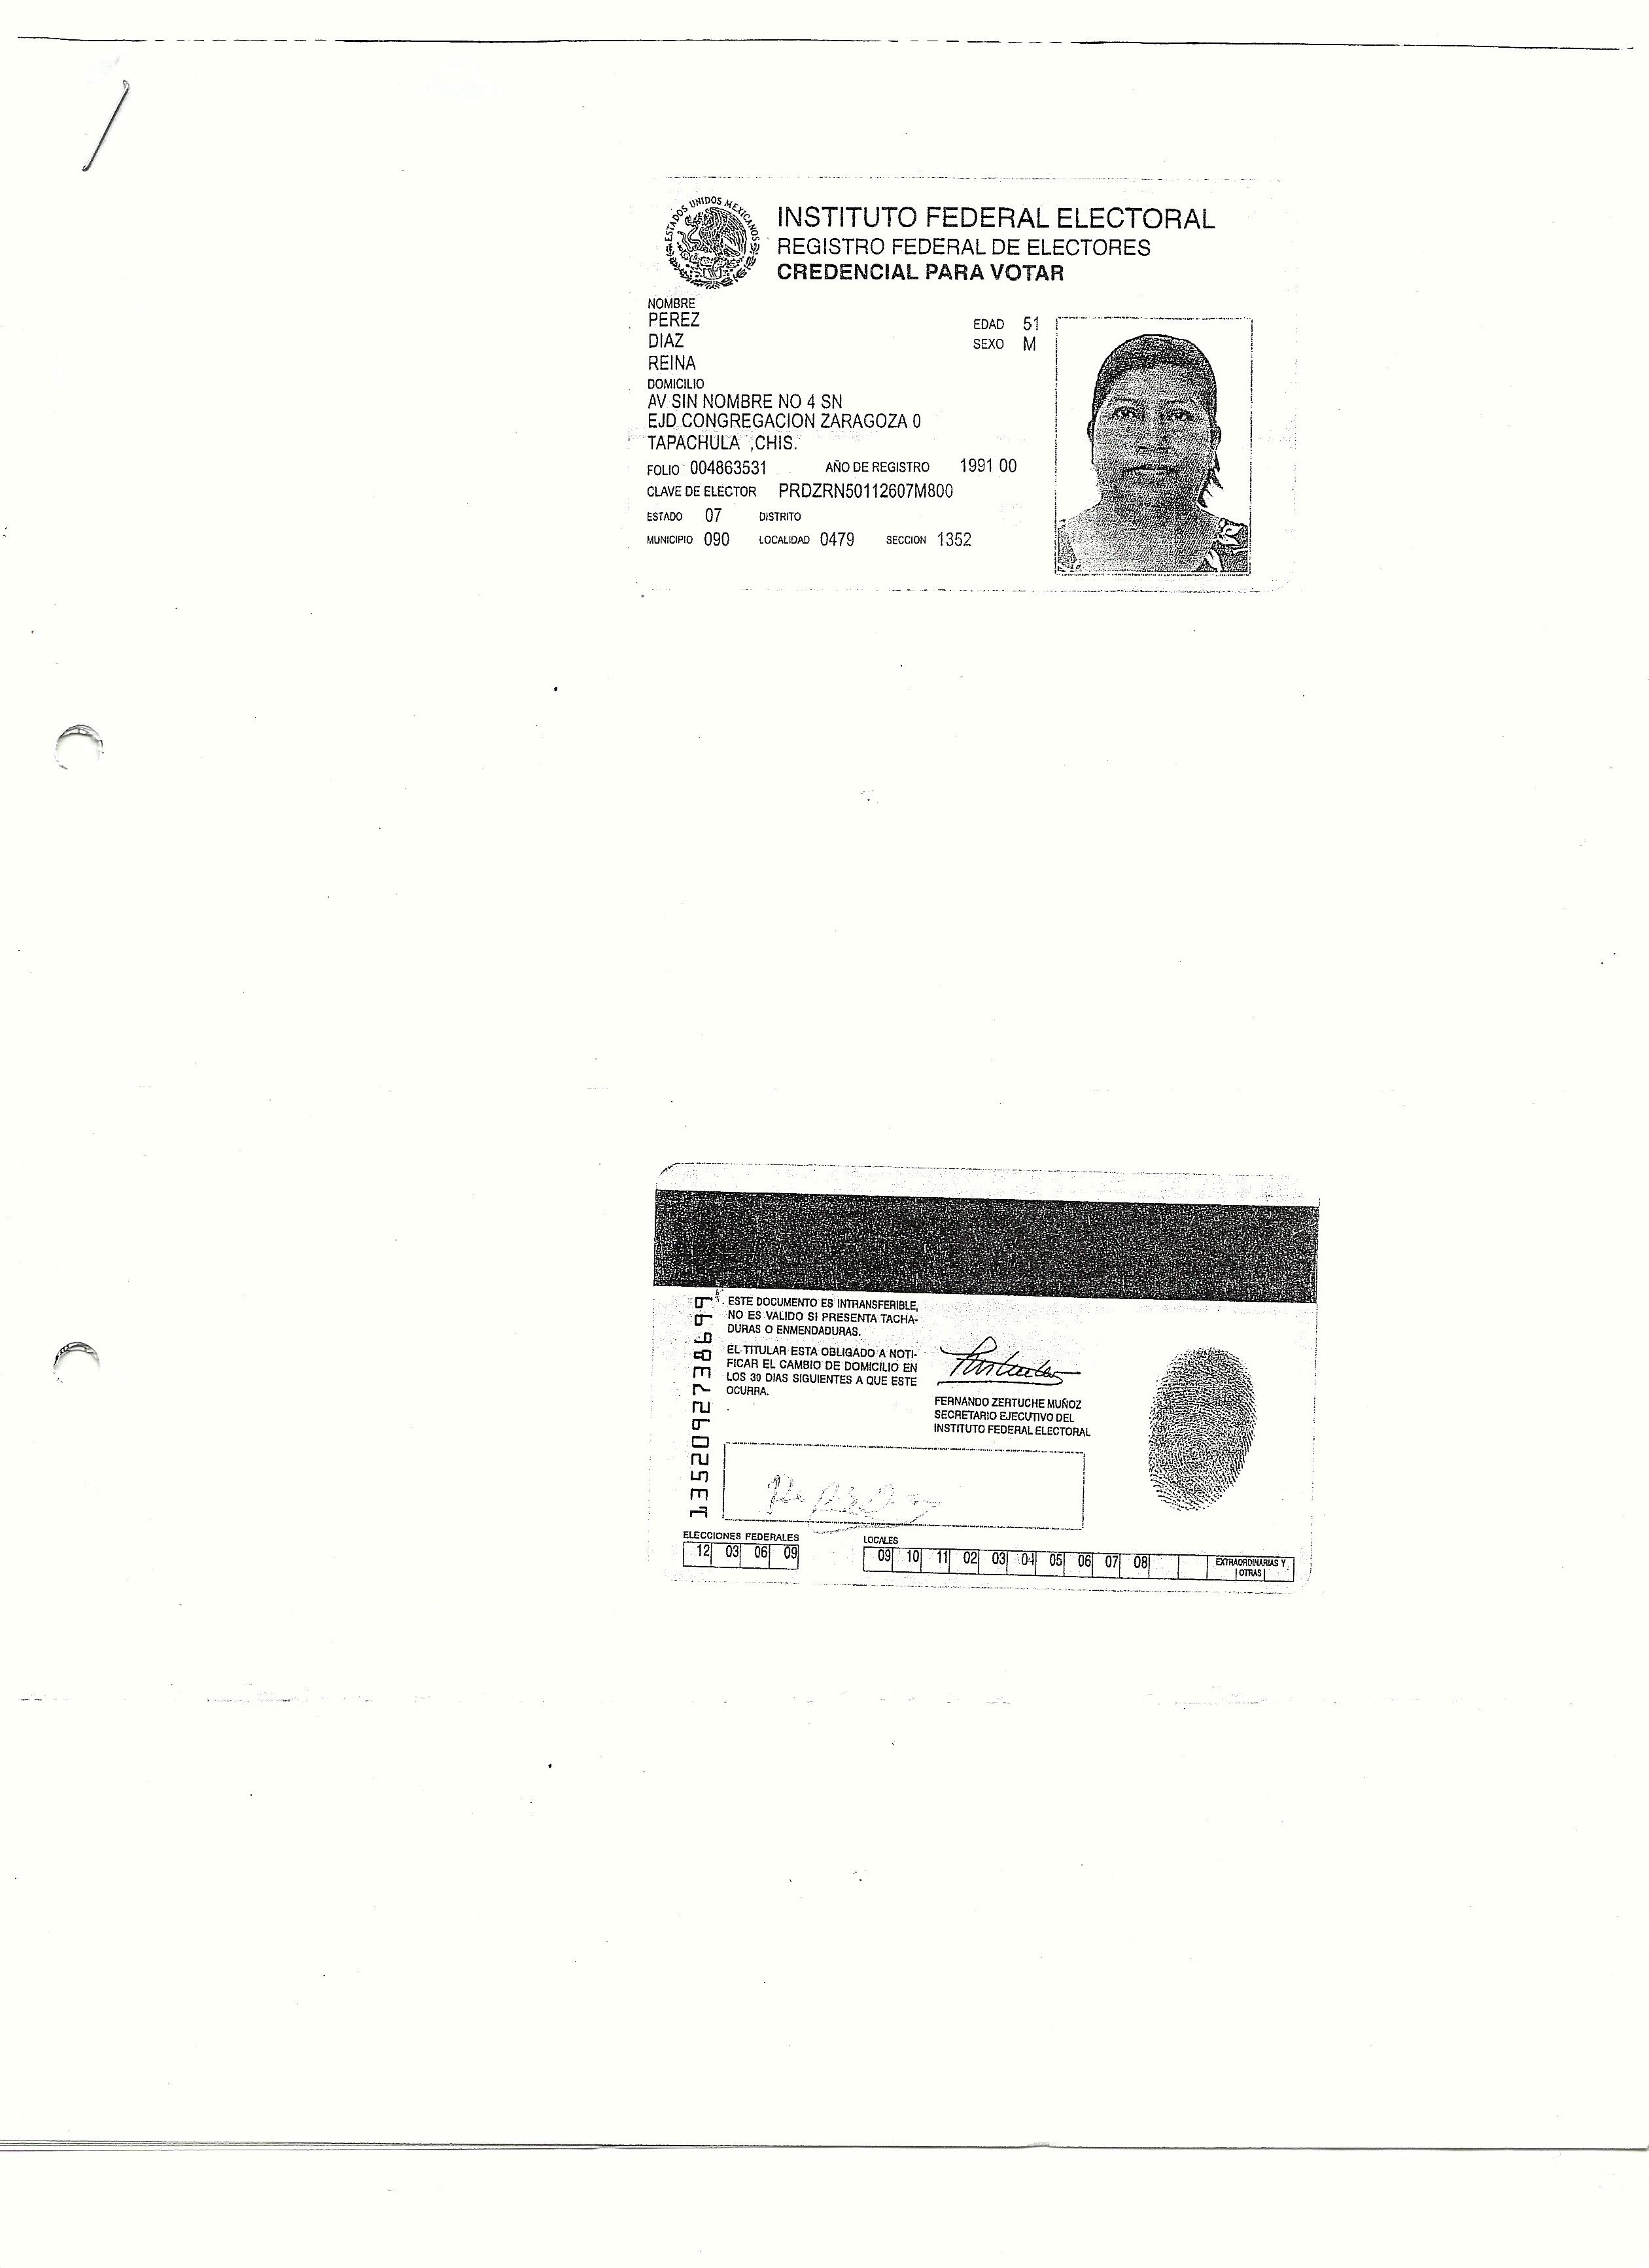 ESTADOS UNIDOS MEXICANOS
INSTITUTO FEDERAL ELECTORAL
REGISTRO FEDERAL DE ELECTORES
CREDENCIAL PARA VOTAR
NOMBRE
PEREZ
DIAZ
REINA
EDAD 51
SEXO M
DOMICILIO
AV SIN NOMBRE NO 4 SN
EJD CONGREGACION ZARAGOZA 0
TAPACHULA ,CHIS.
FOLIO 004863531 AÑO DE REGISTRO 1991 00
CLAVE DE ELECTOR PRDZRN50112607M800
ESTADO 07 DISTRITO
MUNICIPIO 090 LOCALIDAD 0479 SECCION 1352
ESTE DOCUMENTO ES INTRANSFERIBLE,
NO ES VALIDO SI PRESENTA TACHA-
DURAS O ENMENDADURAS.
EL TITULAR ESTA OBLIGADO A NOTI-
FICAR EL CAMBIO DE DOMICILIO EN
LOS 30 DIAS SIGUIENTES A QUE ESTE
OCURRA.
FERNANDO ZERTUCHE MUÑOZ
SECRETARIO EJECUTIVO DEL
INSTITUTO FEDERAL ELECTORAL
1352092738699
ELECCIONES FEDERALES
12 03 06 09
LOCALES
09 10 11 02 03 04 05 06 07 08
EXTRAORDINARIAS Y
OTRAS